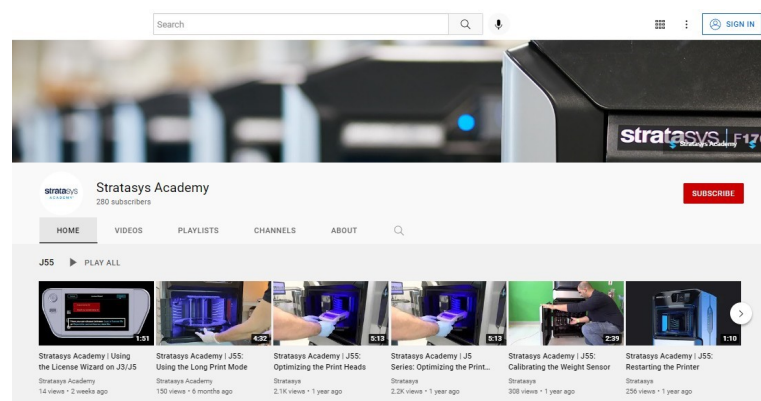 Search
SIGN IN
stratasys | F17
Stratasys Academy
stratasys
ACADEMY
Stratasys Academy
280 subscribers
SUBSCRIBE
HOME VIDEOS PLAYLISTS CHANNELS ABOUT
J55 PLAY ALL
1:51 4:32 5:13 5:13 2:39 1:10
Stratasys Academy | Using the License Wizard on J3/J5
Stratasys Academy
14 views • 2 weeks ago
Stratasys Academy | J55: Using the Long Print Mode
Stratasys Academy
150 views • 6 months ago
Stratasys Academy | J55: Optimizing the Print Heads
Stratasys
2.1K views • 1 year ago
Stratasys Academy | J5 Series: Optimizing the Print...
Stratasys
2.2K views • 1 year ago
Stratasys Academy | J55: Calibrating the Weight Sensor
Stratasys
308 views • 1 year ago
Stratasys Academy | J55: Restarting the Printer
Stratasys
256 views • 1 year ago